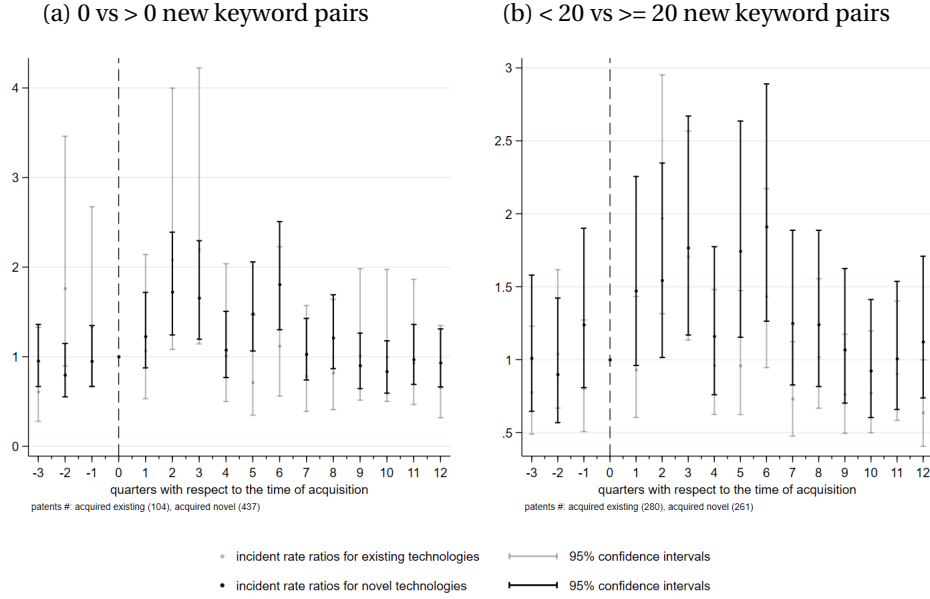 (a) 0 vs > 0 new keyword pairs
4
3
2
1
0
-3 -2 -1 0 1 2 3 4 5 6 7 8 9 10 11 12
quarters with respect to the time of acquisition
patents #: acquired existing (104), acquired novel (437)
(b) < 20 vs >= 20 new keyword pairs
3
2.5
2
1.5
1
.5
-3 -2 -1 0 1 2 3 4 5 6 7 8 9 10 11 12
quarters with respect to the time of acquisition
patents #: acquired existing (280), acquired novel (261)
incident rate ratios for existing technologies 95% confidence intervals
incident rate ratios for novel technologies 95% confidence intervals